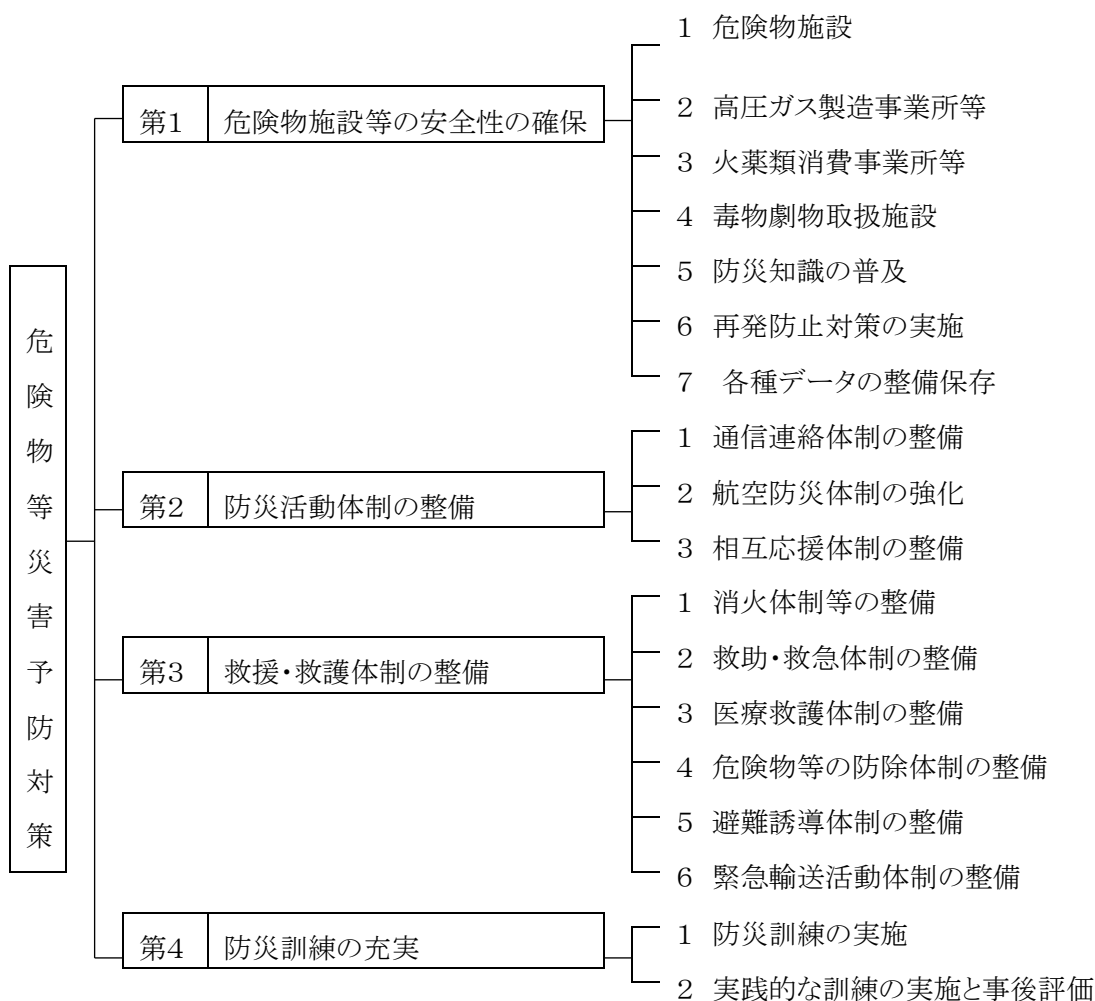 危険物等災害予防対策
第1 危険物施設等の安全性の確保
1 危険物施設
2 高圧ガス製造事業所等
3 火薬類消費事業所等
4 毒物劇物取扱施設
5 防災知識の普及
6 再発防止対策の実施
7 各種データの整備保存
第2 防災活動体制の整備
1 通信連絡体制の整備
2 航空防災体制の強化
3 相互応援体制の整備
第3 救援・救護体制の整備
1 消火体制等の整備
2 救助・救急体制の整備
3 医療救護体制の整備
4 危険物等の防除体制の整備
5 避難誘導体制の整備
6 緊急輸送活動体制の整備
第4 防災訓練の充実
1 防災訓練の実施
2 実践的な訓練の実施と事後評価